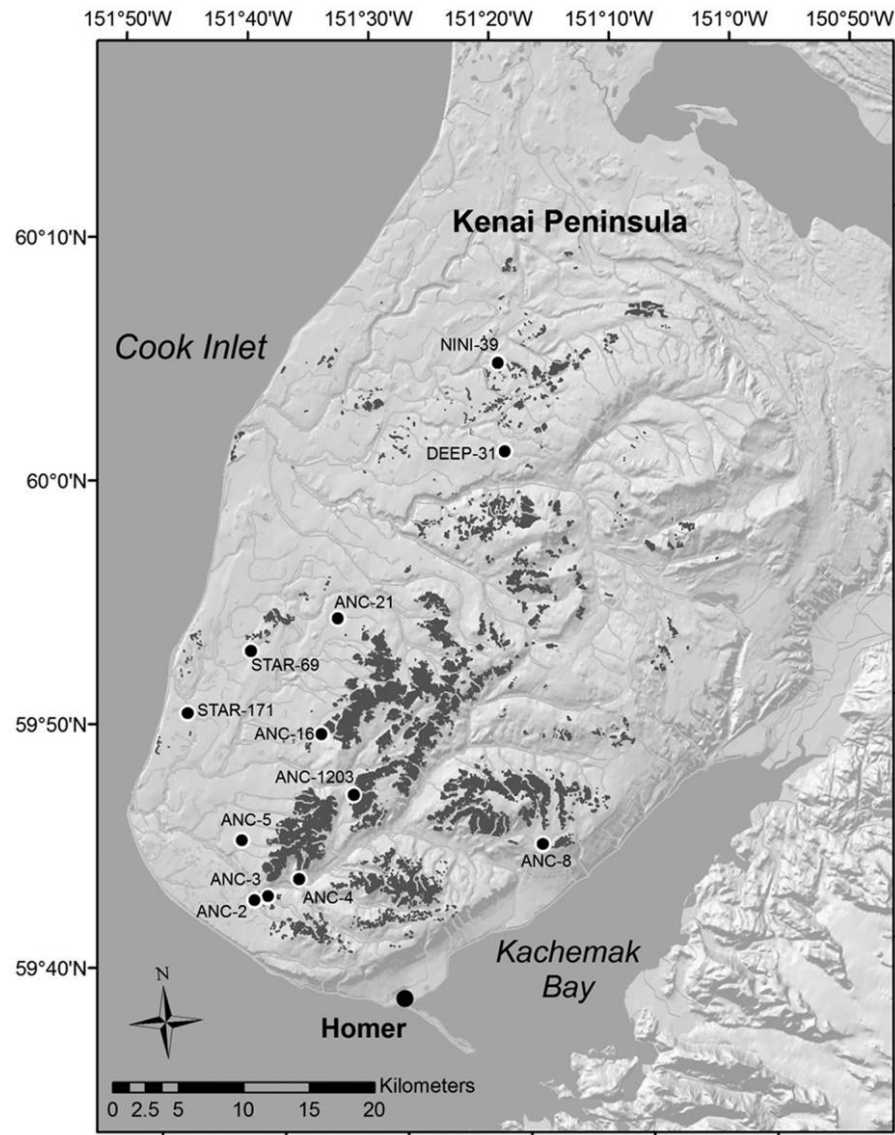 151°50'W 151°40'W 151°30'W 151°20'W 151°10'W 151°0'W 150°50'W
60°10'N
Kenai Peninsula
Cook Inlet
NINI-39
DEEP-31
60°0'N
ANC-21
STAR-69
STAR-171
59°50'N
ANC-16
ANC-1203
ANC-5
ANC-8
ANC-3
ANC-4
ANC-2
Kachemak
Bay
59°40'N
N
Homer
Kilometers
0 2.5 5 10 15 20